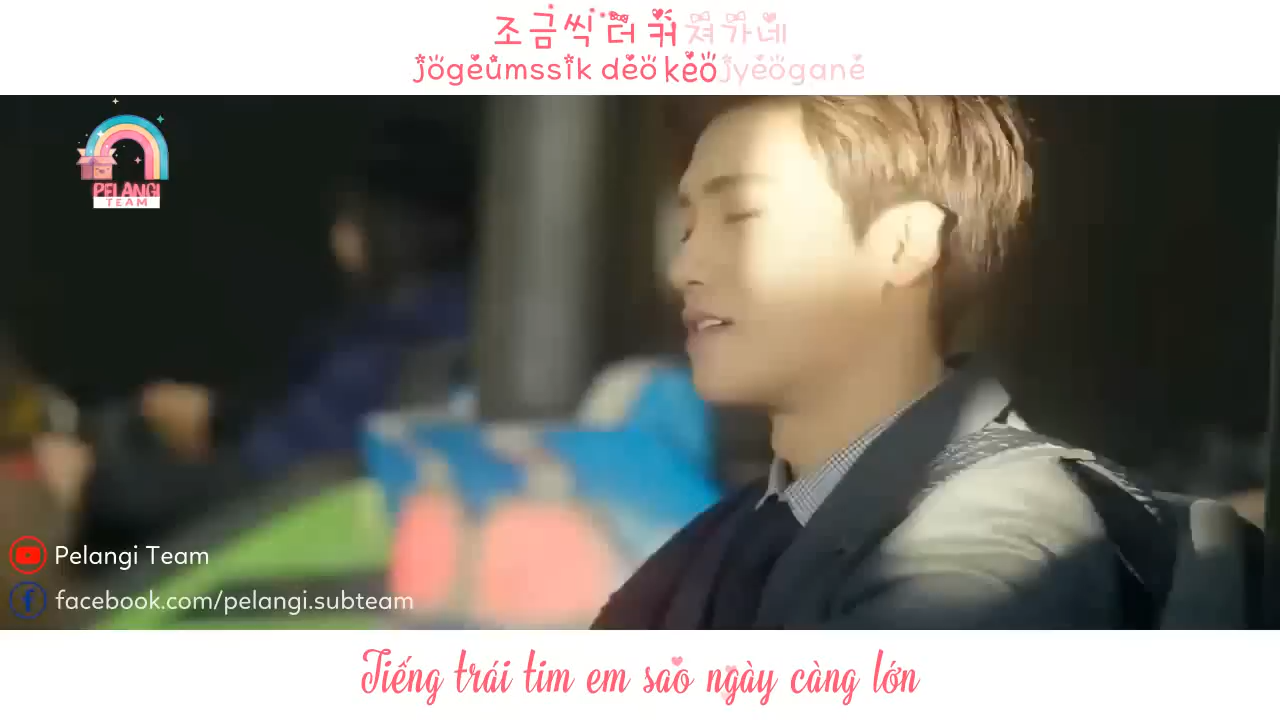 조금씩 더 커져가네
jogeumssik deo keojyeogane
PELANGI
TEAM
Pelangi Team
facebook.com/pelangi.subteam
Tiếng trái tim em sao ngày càng lớn